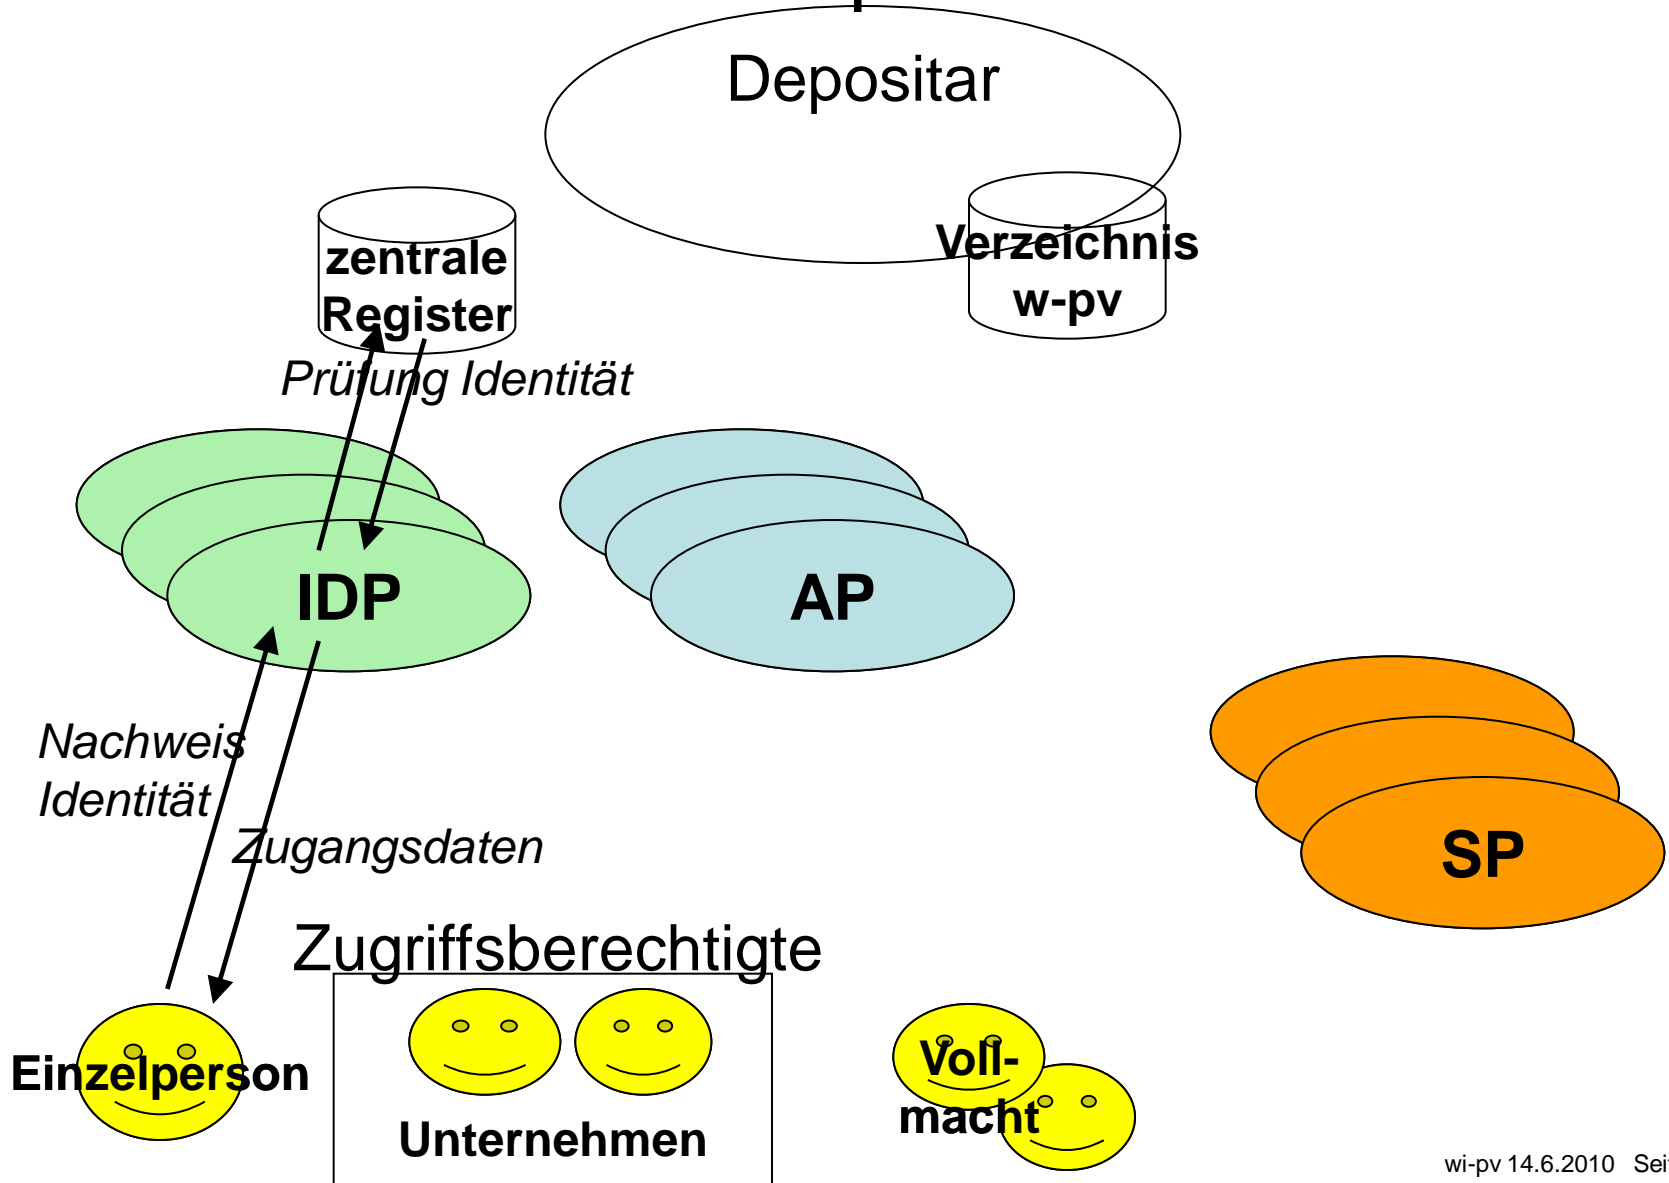 Depositar
zentrale
Register
Verzeichnis
w-pv
Prüfung Identität
IDP
AP
Nachweis
Identität
Zugangsdaten
SP
Zugriffsberechtigte
Einzelperson
Unternehmen
Voll-
macht
wi-pv 14.6.2010 Seit